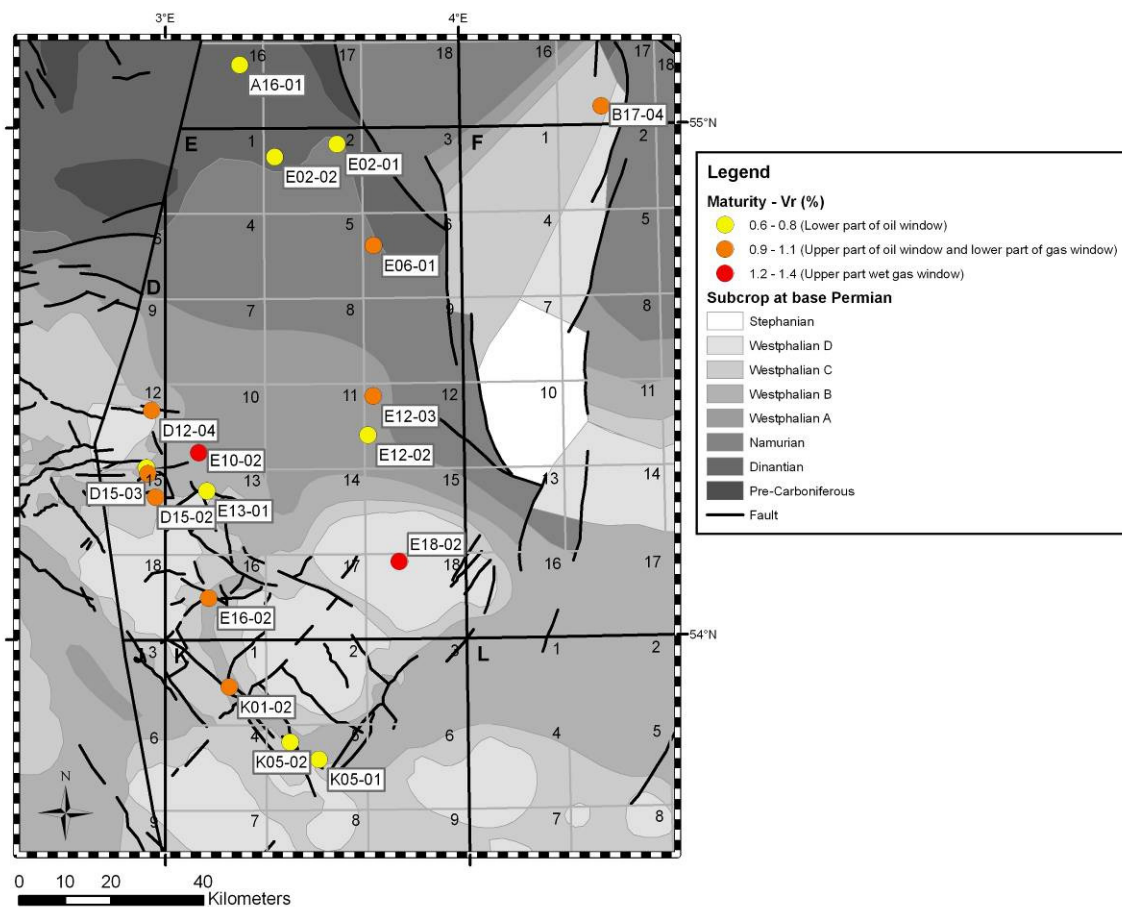 3°E
4°E
16
17
18
16
17
18
A16-01
B17-04
55°N
E
1
2
3
F
1
2
E02-01
E02-02
4
5
6
4
5
6
E06-01
D
9
7
8
9
7
8
12
10
11
12
10
11
E12-03
D12-04
E12-02
E10-02
15
13
14
15
13
14
D15-03
E13-01
D15-02
E18-02
18
16
17
18
16
17
E16-02
54°N
J
3
K
1
2
3
L
1
2
K01-02
6
4
5
6
4
5
K05-02
K05-01
N
9
7
8
9
7
8
0
10
20
40
Kilometers
Legend
Maturity - Vr (%)
0.6 - 0.8 (Lower part of oil window)
0.9 - 1.1 (Upper part of oil window and lower part of gas window)
1.2 - 1.4 (Upper part wet gas window)
Subcrop at base Permian
Stephanian
Westphalian D
Westphalian C
Westphalian B
Westphalian A
Namurian
Dinantian
Pre-Carboniferous
Fault